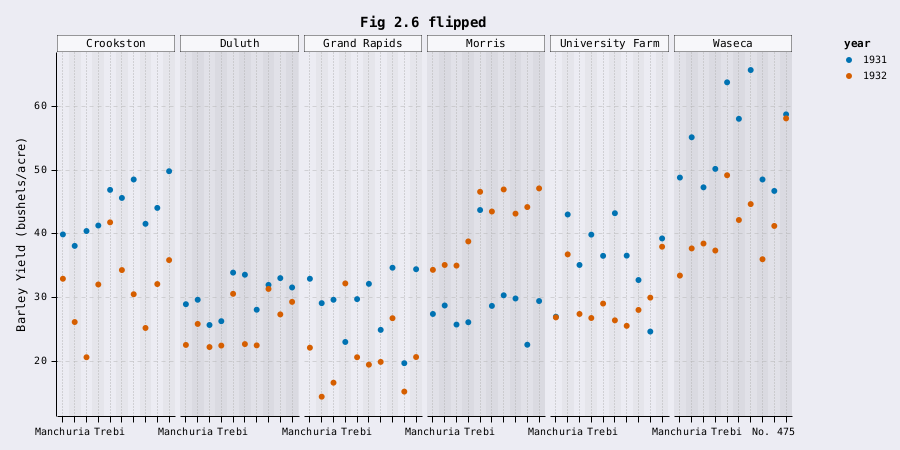 Fig 2.6 flipped
Crookston Duluth Grand Rapids Morris University Farm Waseca
year
1931
1932
Barley Yield (bushels/acre)
60
50
40
30
20
Manchuria Trebi Manchuria Trebi Manchuria Trebi Manchuria Trebi Manchuria Trebi Manchuria Trebi No. 475